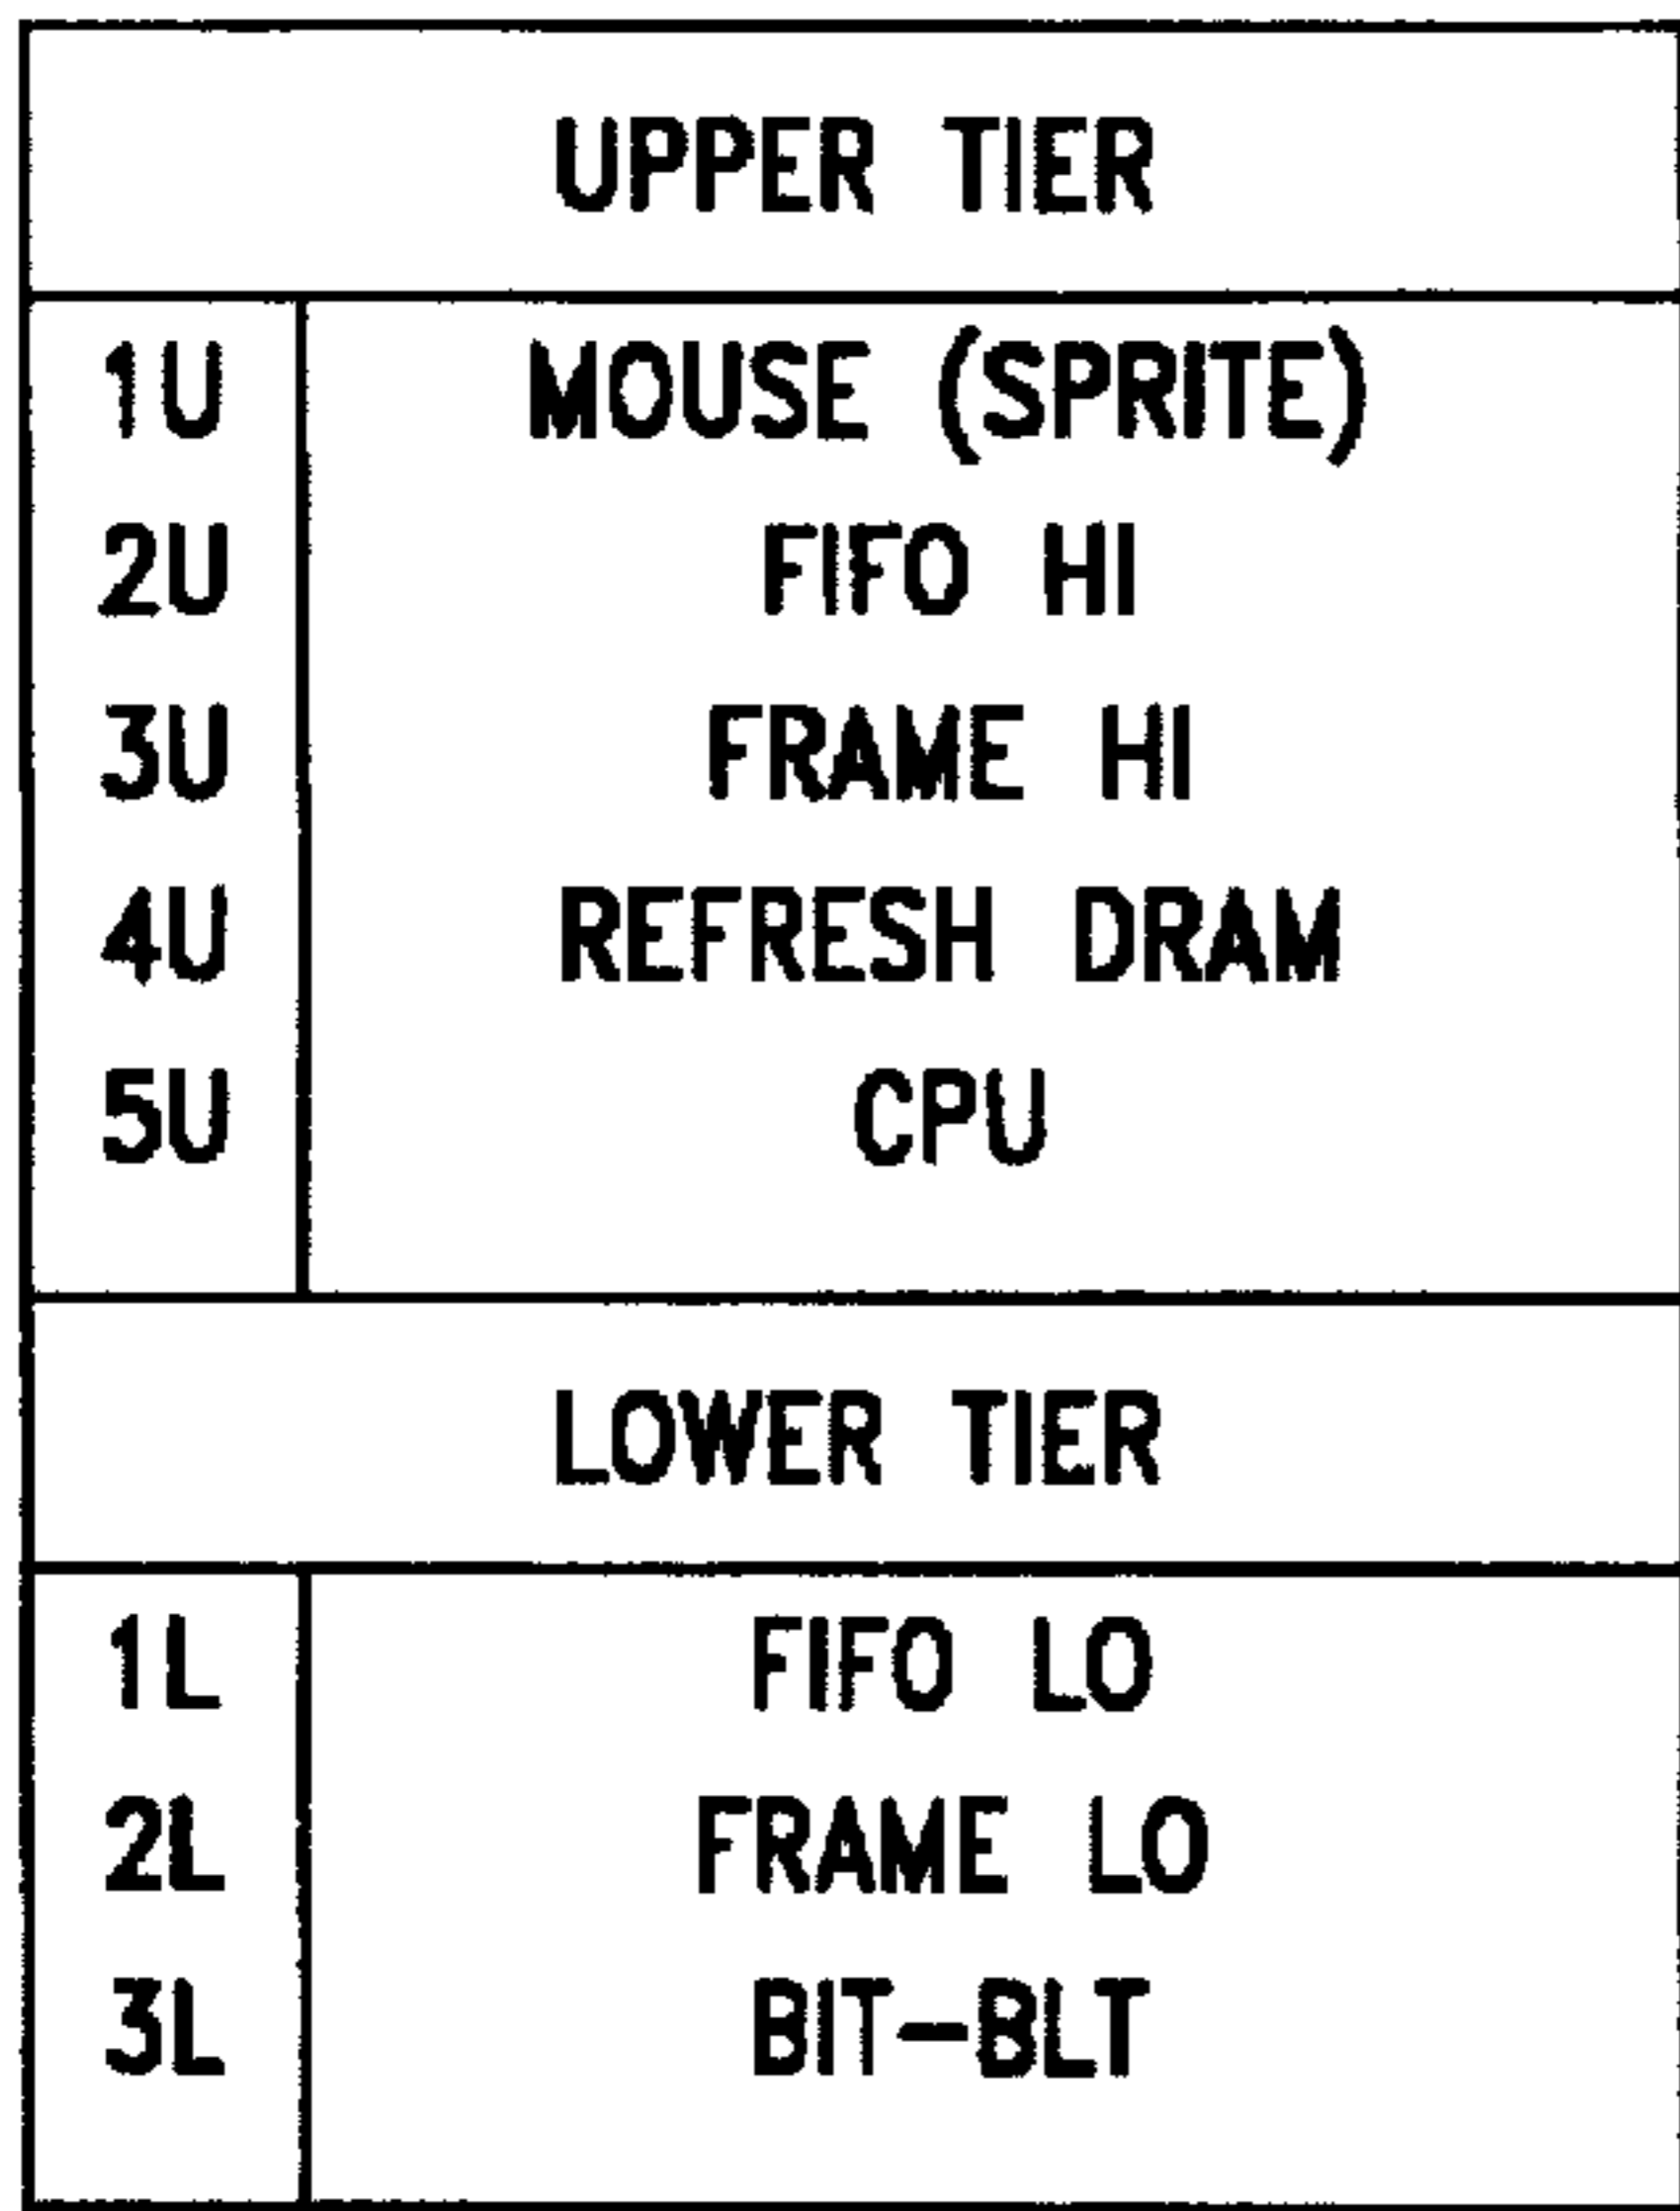 UPPER TIER
1U MOUSE (SPRITE)
2U FIFO HI
3U FRAME HI
4U REFRESH DRAM
5U CPU
LOWER TIER
1L FIFO LO
2L FRAME LO
3L BIT-BLT